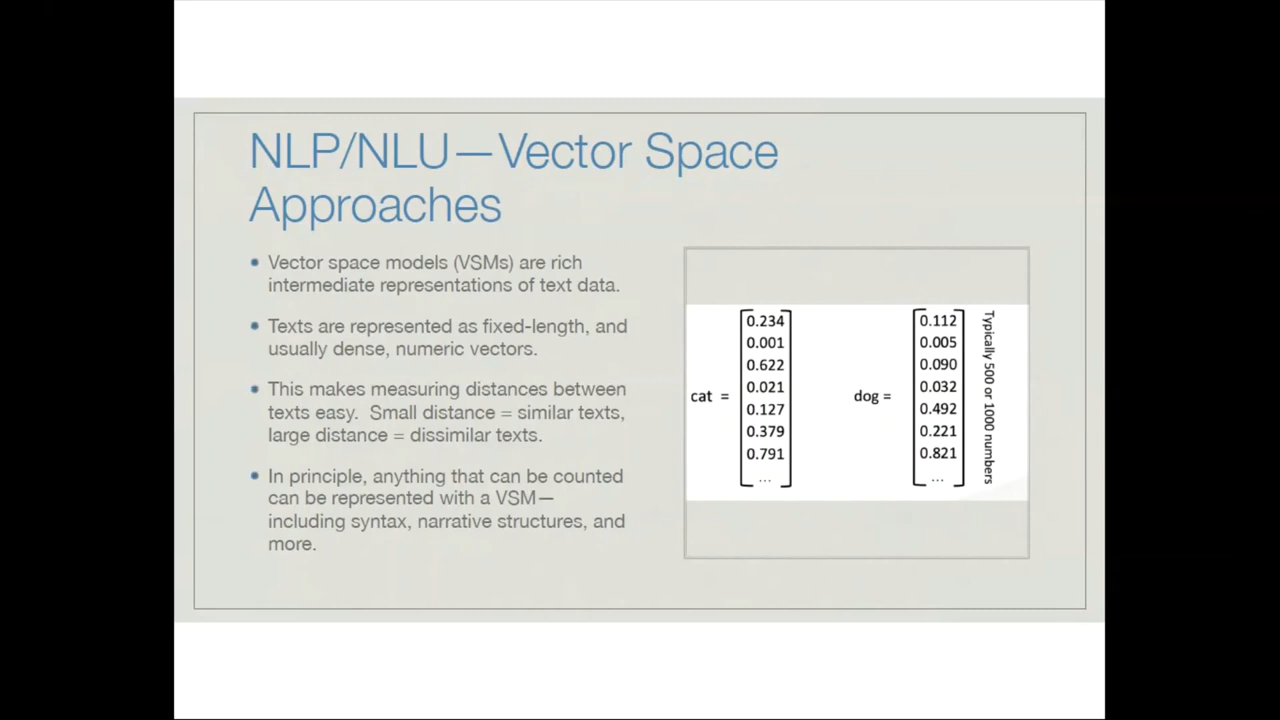 NLP/NLU—Vector Space
Approaches
• Vector space models (VSMs) are rich
intermediate representations of text data.
• Texts are represented as fixed-length, and
usually dense, numeric vectors.
• This makes measuring distances between
texts easy.  Small distance = similar texts,
large distance = dissimilar texts.
• In principle, anything that can be counted
can be represented with a VSM—
including syntax, narrative structures, and
more.
cat =
0.234
0.001
0.622
0.021
0.127
0.379
0.791
...
dog =
0.112
0.005
0.090
0.032
0.492
0.221
0.821
...
Typically 500 or 1000 numbers